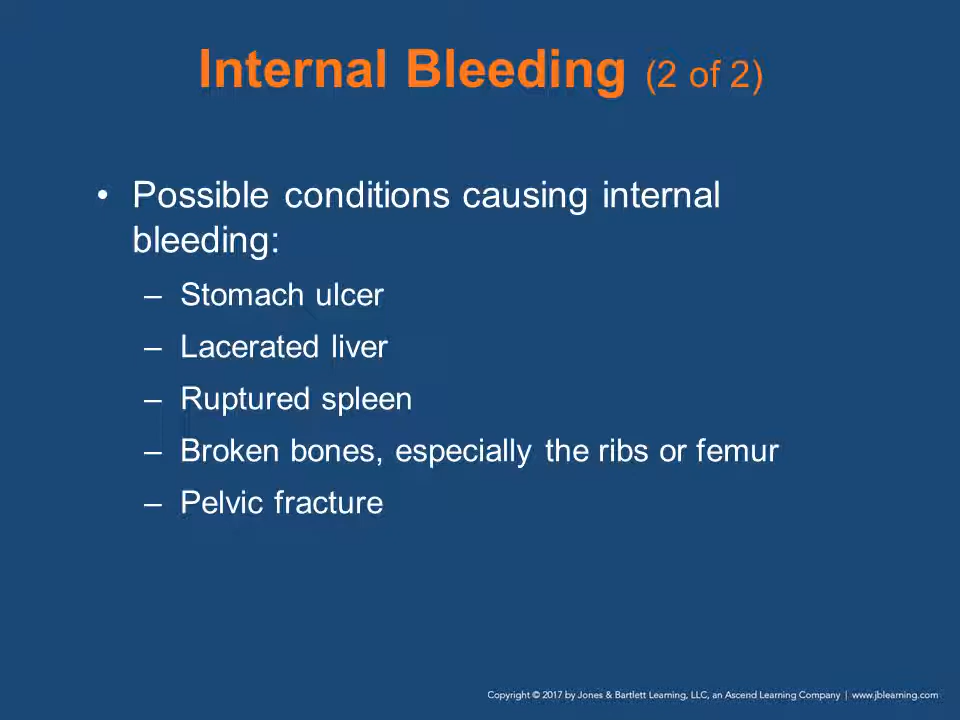 Internal Bleeding (2 of 2)
• Possible conditions causing internal
bleeding:
– Stomach ulcer
– Lacerated liver
– Ruptured spleen
– Broken bones, especially the ribs or femur
– Pelvic fracture
Copyright © 2017 by Jones & Bartlett Learning, LLC, an Ascend Learning Company | www.jblearning.com